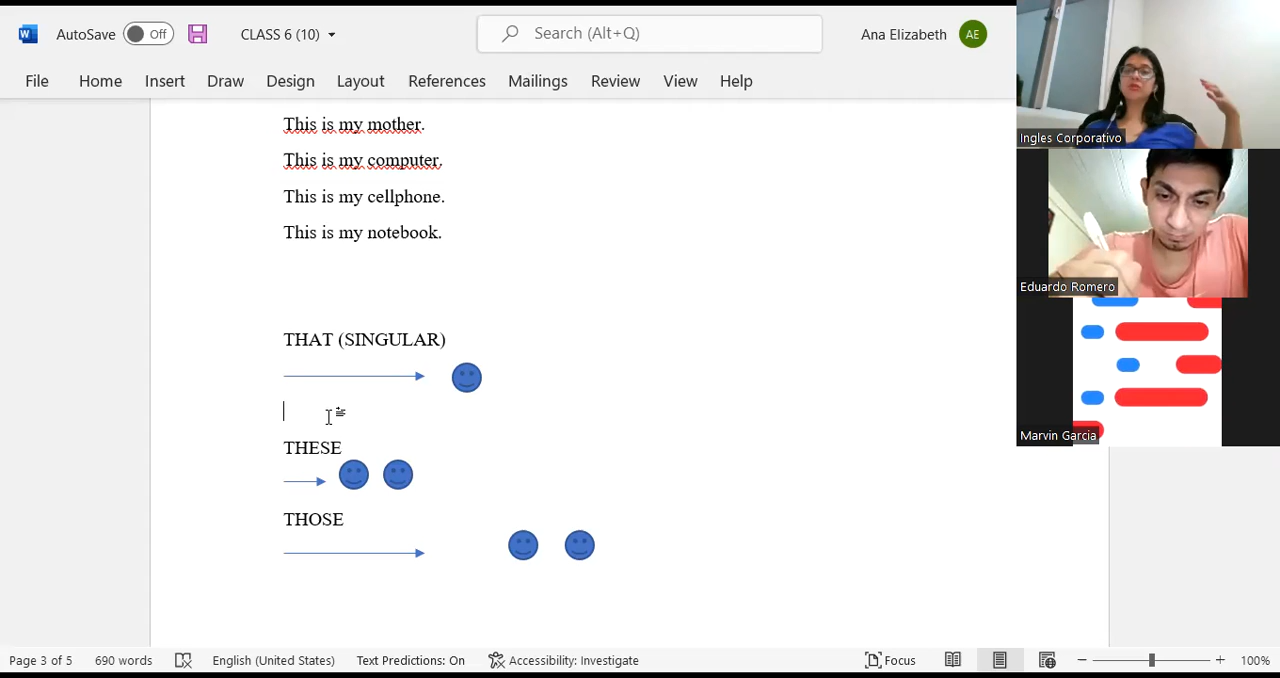 AutoSave Off CLASS 6 (10) Search (Alt+Q) Ana Elizabeth AE
File Home Insert Draw Design Layout References Mailings Review View Help
This is my mother.
This is my computer.
This is my cellphone.
This is my notebook.
THAT (SINGULAR)
THESE
THOSE
Ingles Corporativo
Eduardo Romero
Marvin Garcia
Page 3 of 5 690 words English (United States) Text Predictions: On Accessibility: Investigate Focus 100%